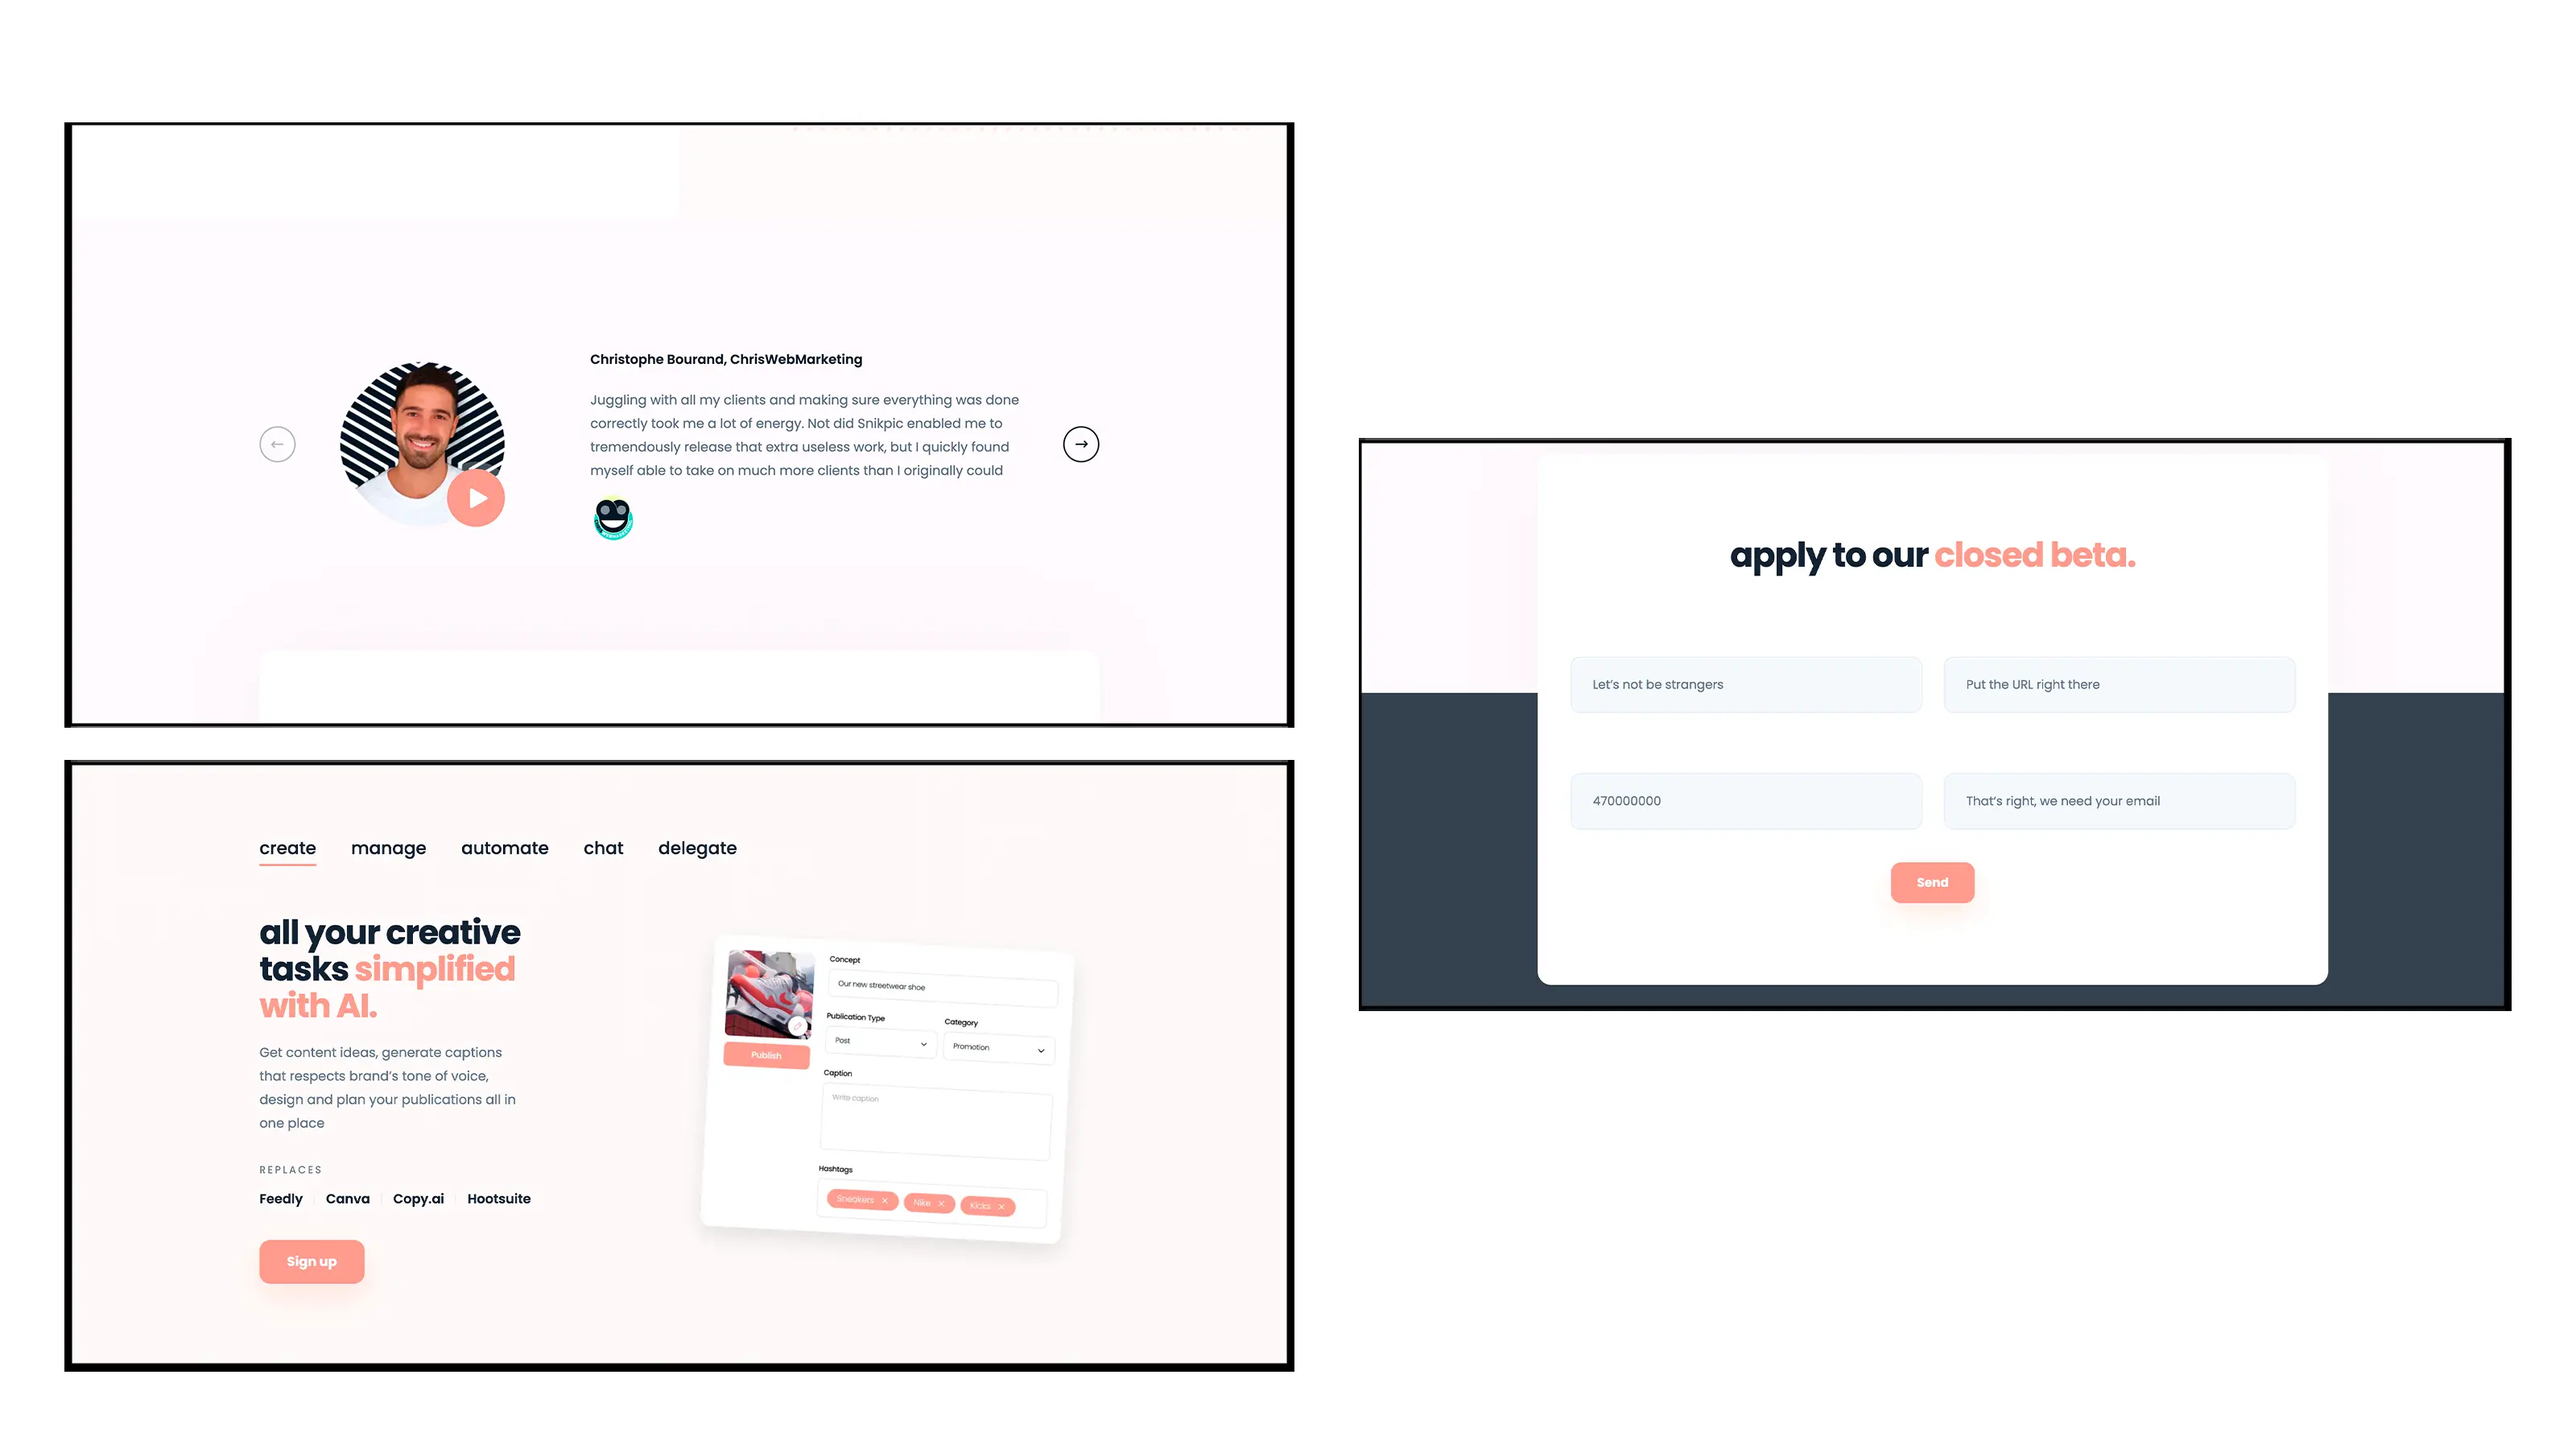 Christophe Bourand, ChrisWebMarketing
Juggling with all my clients and making sure everything was done
correctly took me a lot of energy. Not did Snikpic enabled me to
tremendously release that extra useless work, but I quickly found
myself able to take on much more clients than I originally could
create manage automate chat delegate
all your creative
tasks simplified
with AI.
Get content ideas, generate captions
that respects brand's tone of voice,
design and plan your publications all in
one place
REPLACES
Feedly Canva Copy.ai Hootsuite
Sign up
Publish
Concept
Our new streetwear shoe
Publication Type Category
Post Promotion
Caption
Write caption
Hashtags
Sneakers Nike Kicks
apply to our closed beta.
Let's not be strangers Put the URL right there
470000000 That's right, we need your email
Send